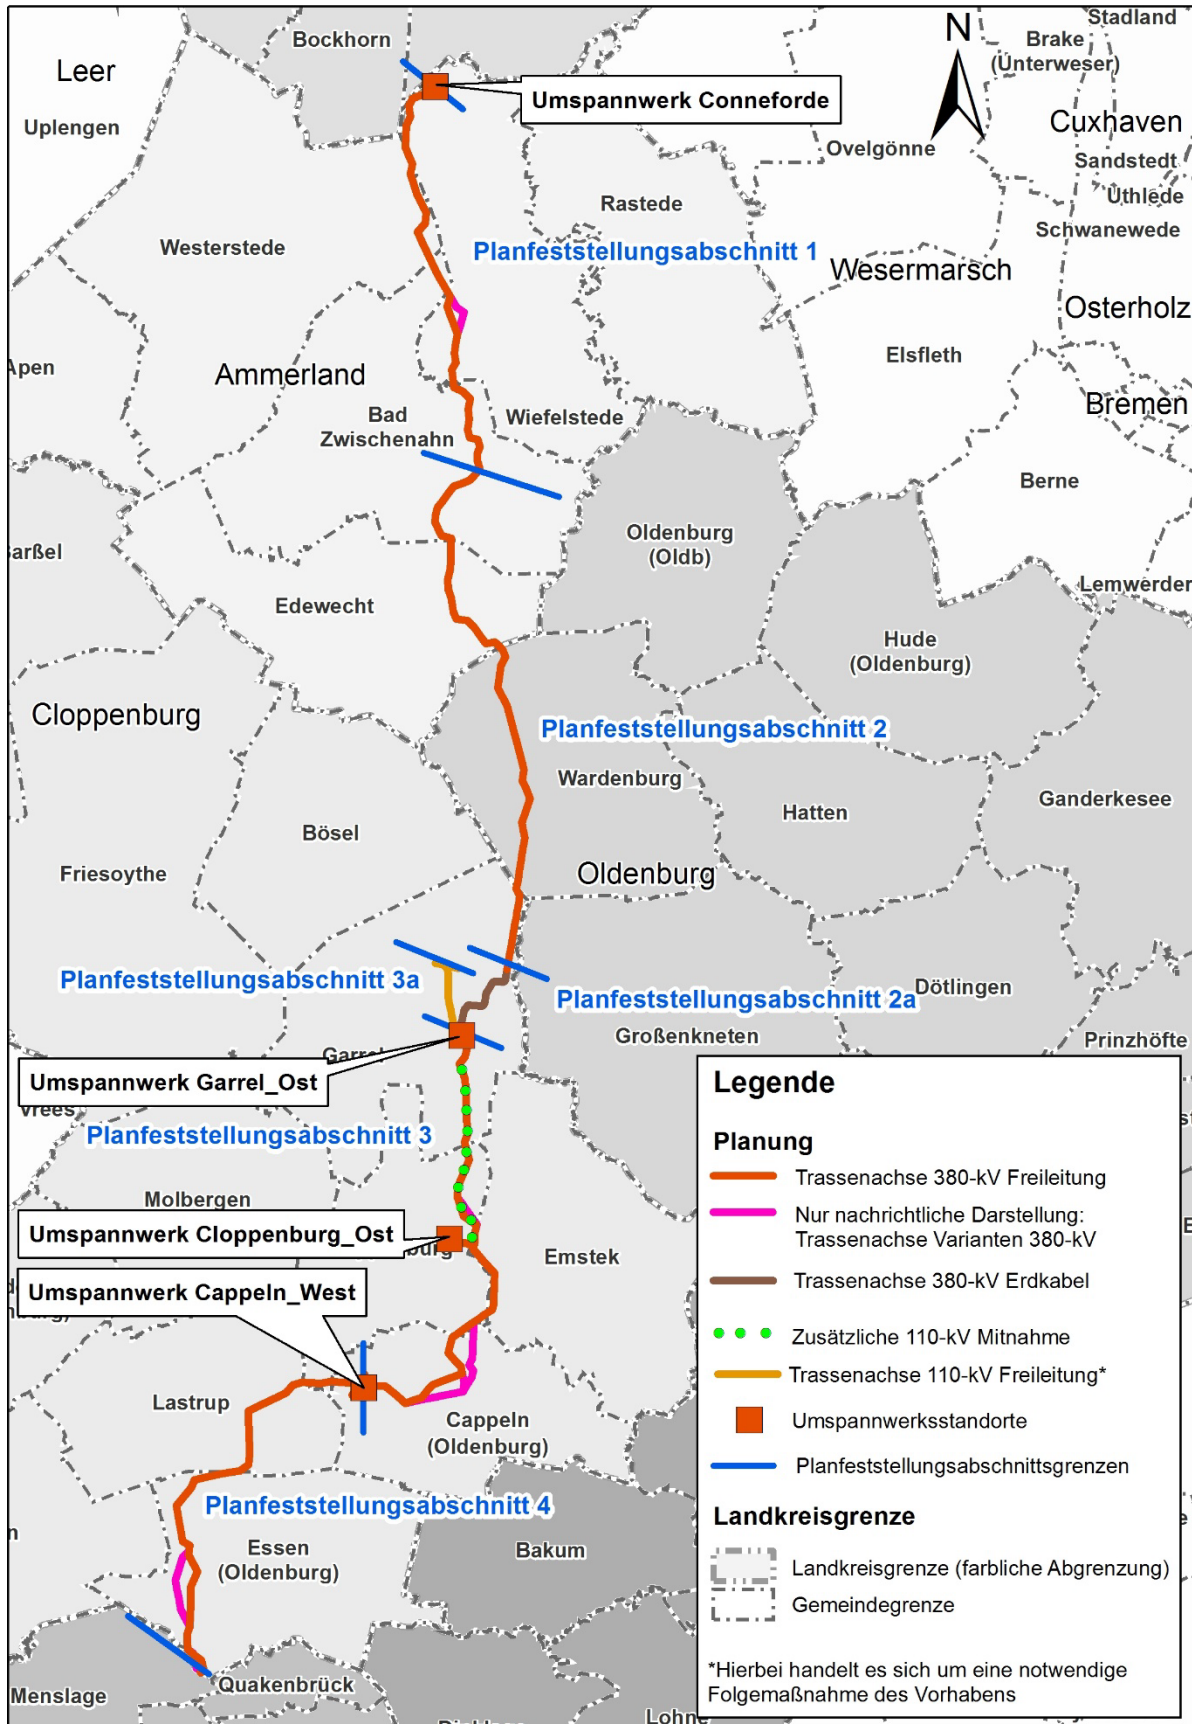 Stadland
Bockhorn
N
Brake
(Unterweser)
Leer
Umspannwerk Conneforde
Cuxhaven
Uplengen
Ovelgönne
Sandstedt
Uthlede
Rastede
Schwanewede
Westerstede
Planfeststellungsabschnitt 1
Wesermarsch
Osterholz
Apen
Ammerland
Elsfleth
Bad
Zwischenahn
Wiefelstede
Bremen
Berne
Oldenburg
(Oldb)
Barßel
Lemwerder
Edewecht
Hude
(Oldenburg)
Cloppenburg
Planfeststellungsabschnitt 2
Wardenburg
Hatten
Ganderkesee
Bösel
Friesoythe
Oldenburg
Planfeststellungsabschnitt 3a
Planfeststellungsabschnitt 2a
Dötlingen
Großenkneten
Prinzhöfte
Garrel
Umspannwerk Garrel_Ost
Vrees
Planfeststellungsabschnitt 3
Molbergen
Umspannwerk Cloppenburg_Ost
burg
Emstek
Umspannwerk Cappeln_West
Lastrup
Cappeln
(Oldenburg)
Planfeststellungsabschnitt 4
Essen
(Oldenburg)
Bakum
Quakenbrück
Menslage
Lohne
Legende
Planung
Trassenachse 380-kV Freileitung
Nur nachrichtliche Darstellung:
Trassenachse Varianten 380-kV
Trassenachse 380-kV Erdkabel
Zusätzliche 110-kV Mitnahme
Trassenachse 110-kV Freileitung*
Umspannwerksstandorte
Planfeststellungsabschnittsgrenzen
Landkreisgrenze
Landkreisgrenze (farbliche Abgrenzung)
Gemeindegrenze
*Hierbei handelt es sich um eine notwendige
Folgemaßnahme des Vorhabens